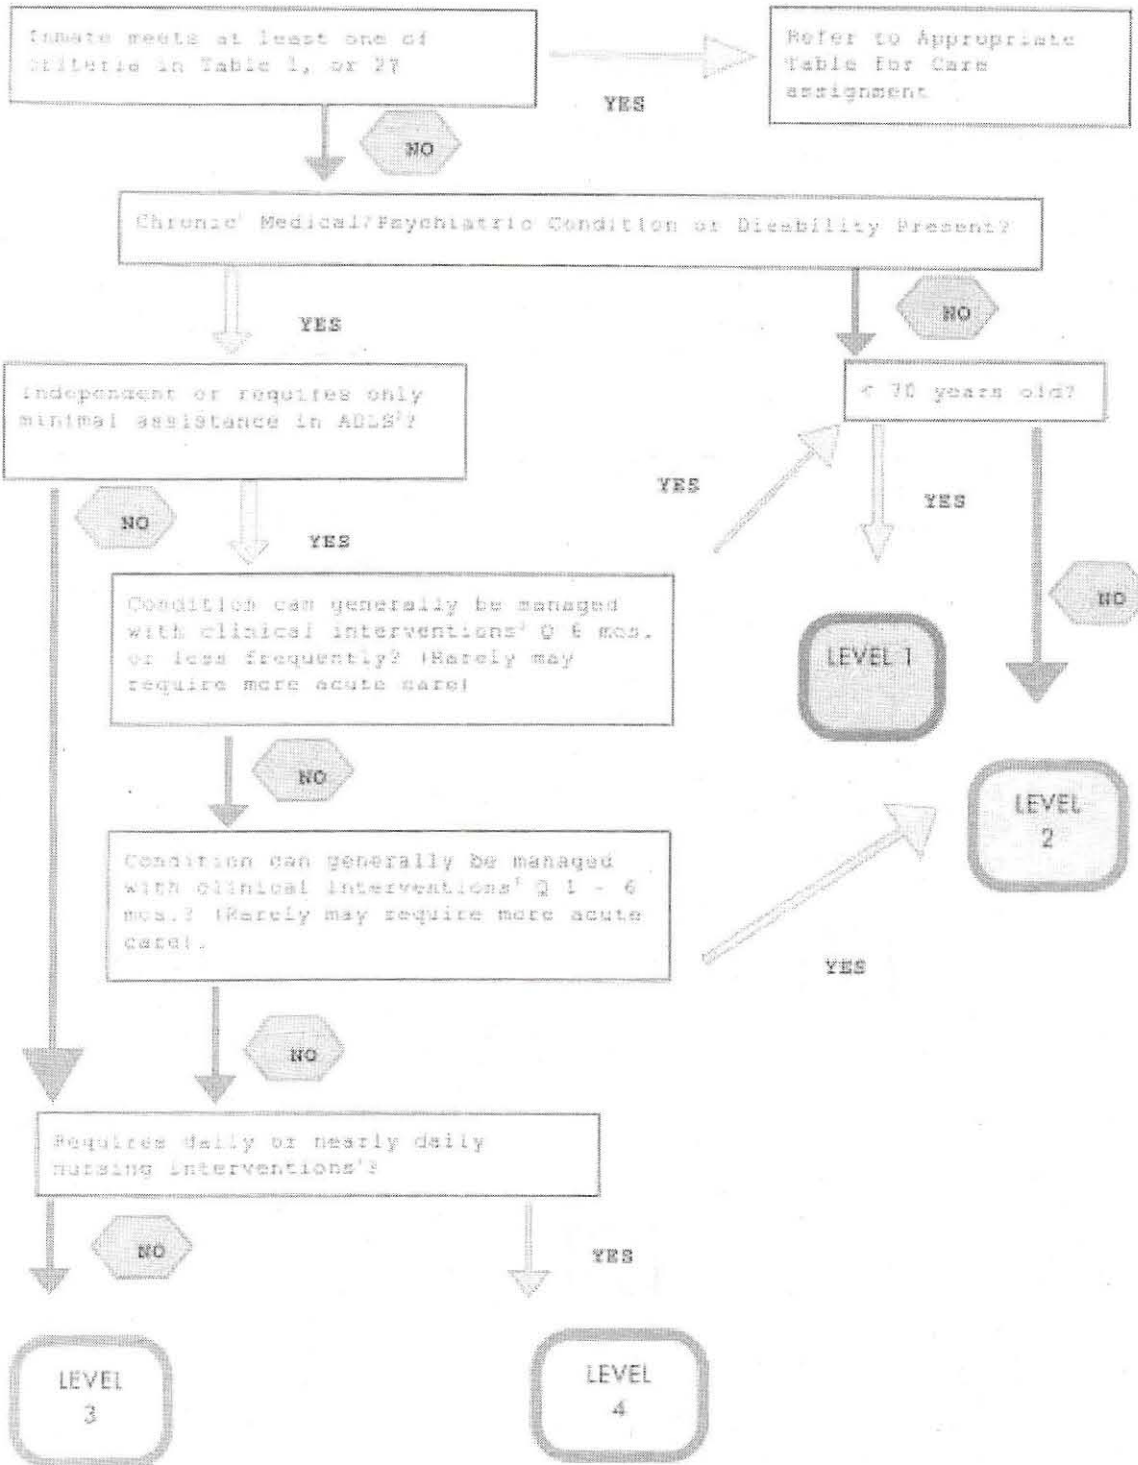 Inmate meets at least one of
criteria in Table 1, or 2?
Refer to Appropriate
Table for Care
assignment
YES
NO
Chronic¹ Medical/Psychiatric Condition or Disability Present?
NO
YES
Independent or requires only
minimal assistance in ADLS²?
< 70 years old?
YES
YES
NO
YES
Condition can generally be managed
with clinical interventions³ Q 6 mos.
or less frequently? (Rarely may
require more acute care)
NO
LEVEL 1
NO
LEVEL
2
Condition can generally be managed
with clinical interventions³ Q 1 - 6
mos.? (Rarely may require more acute
care).
YES
NO
Requires daily or nearly daily
nursing interventions
NO
YES
LEVEL
3
LEVEL
4